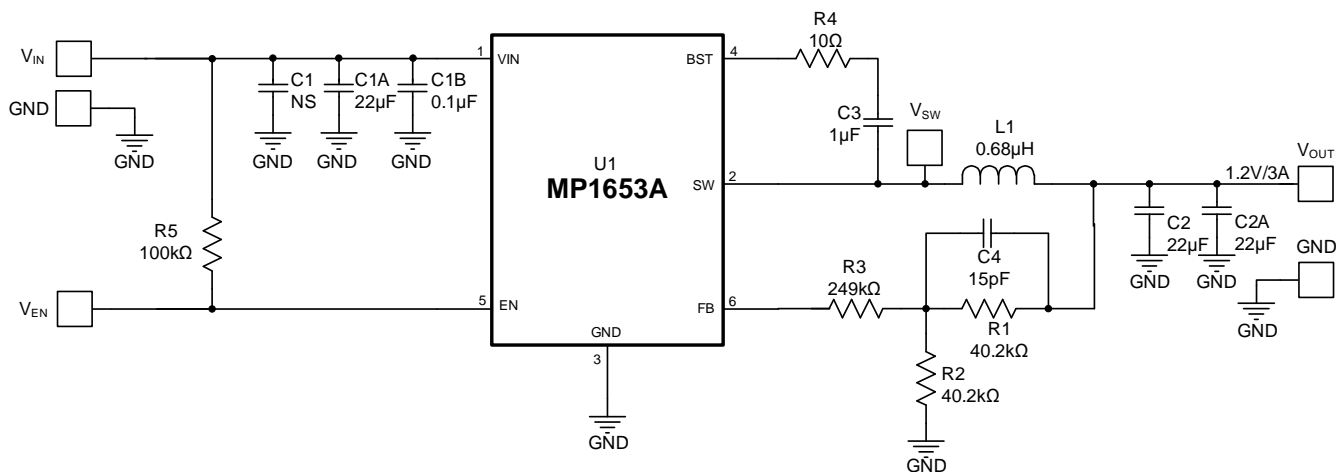 V_IN
GND
GND
R5
100kΩ
V_EN
C1
NS
GND
C1A
22µF
GND
C1B
0.1µF
GND
1
VIN
5
EN
U1
MP1653A
GND
3
GND
BST
4
SW
2
FB
6
R4
10Ω
C3
1µF
V_SW
L1
0.68µH
R3
249kΩ
C4
15pF
R1
40.2kΩ
R2
40.2kΩ
GND
1.2V/3A
V_OUT
C2
22µF
GND
C2A
22µF
GND
GND
GND